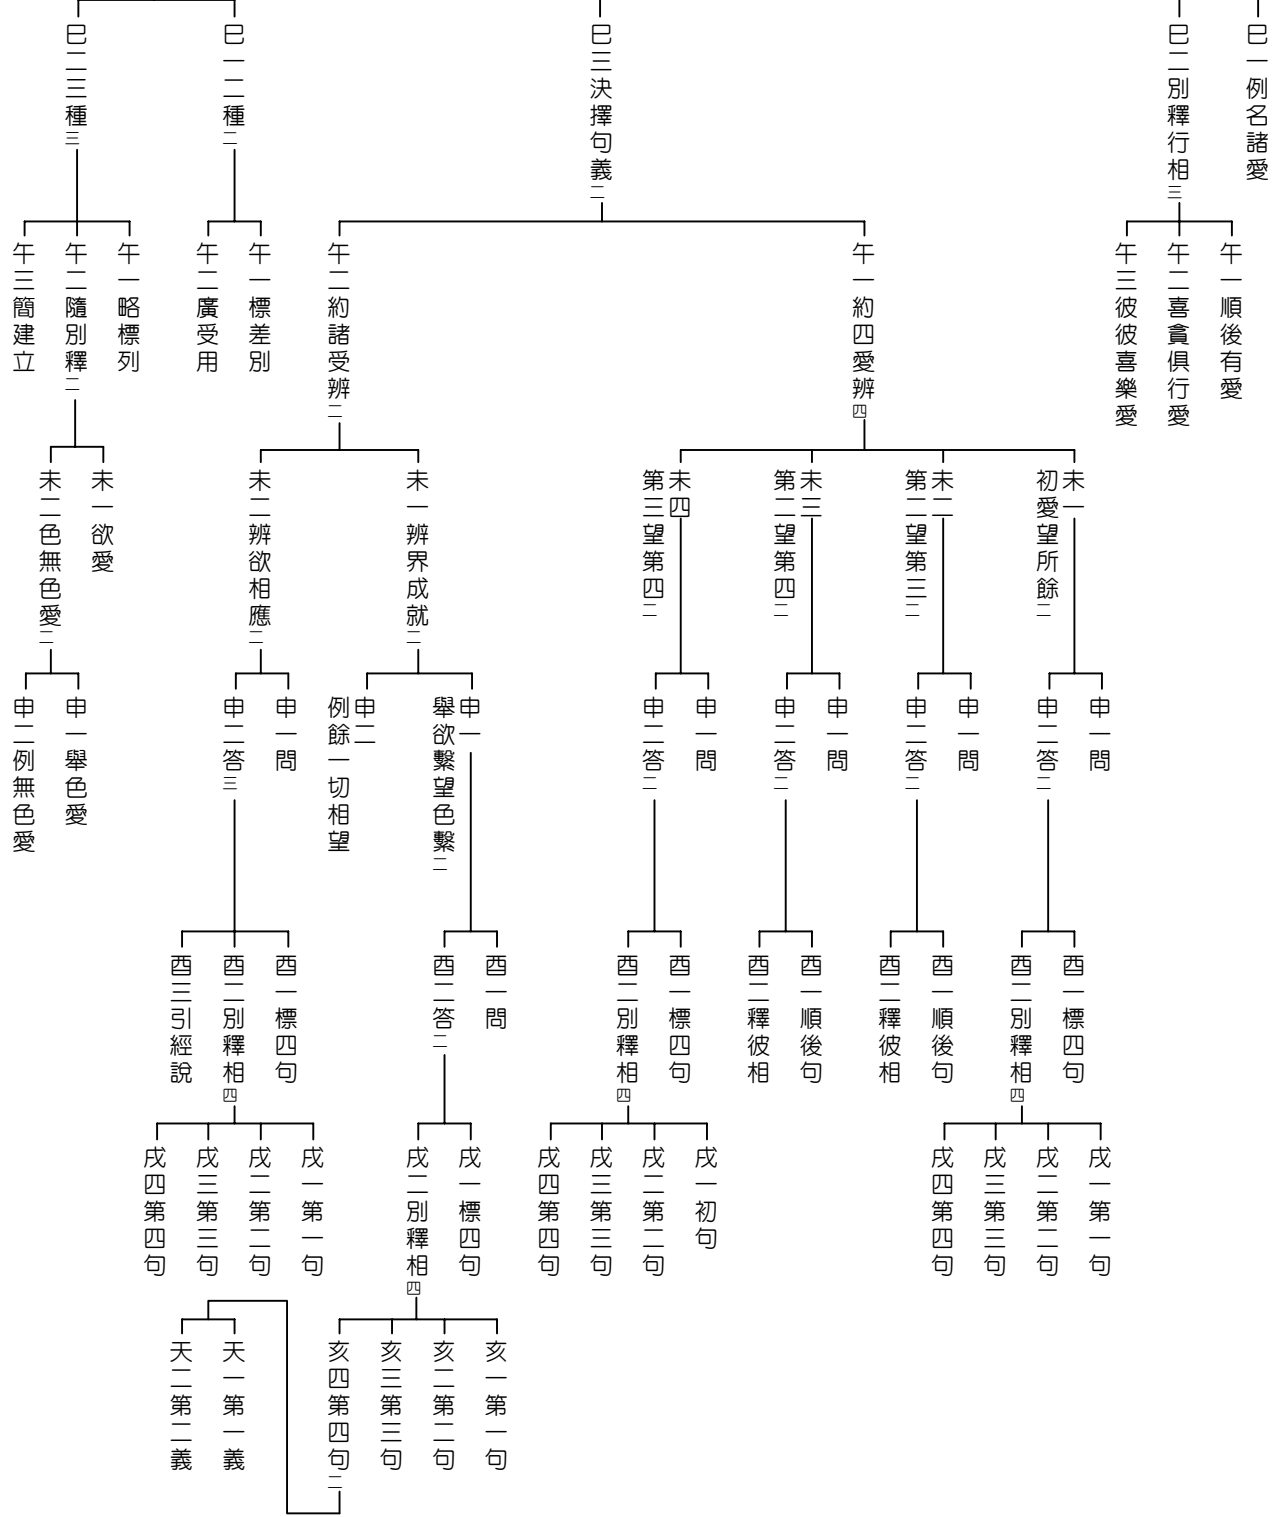 巳一例名諸愛
巳二別釋行相三
午一順後有愛
午二喜貪俱行愛
午三彼彼喜樂愛
巳三決擇句義二
午一約四愛辨四
未一
初愛望所餘二
申一問
申二答二
酉一標四句
酉二別釋相四
戌一第一句
戌二第二句
戌三第三句
戌四第四句
未二
第二望第三二
申一問
申二答二
酉一順後句
酉二釋彼相
未三
第二望第四二
申一問
申二答二
酉一順後句
酉二釋彼相
未四
第三望第四二
申一問
申二答二
酉一標四句
酉二別釋相四
戌一初句
戌二第二句
戌三第三句
戌四第四句
午二約諸受辨二
未一辨界成就二
申一
舉欲繫望色繫二
酉一問
酉二答二
戌一標四句
戌二別釋相四
亥一第一句
亥二第二句
亥三第三句
亥四第四句二
天一第一義
天二第二義
申二
例餘一切相望
未二辨欲相應二
申一問
申二答三
酉一標四句
酉二別釋相四
戌一第一句
戌二第二句
戌三第三句
戌四第四句
酉三引經說
巳一二種二
午一標差別
午二廣受用
巳二三種三
午一略標列
午二隨別釋二
未一欲愛
未二色無色愛二
申一舉色愛
申二例無色愛
午三簡建立